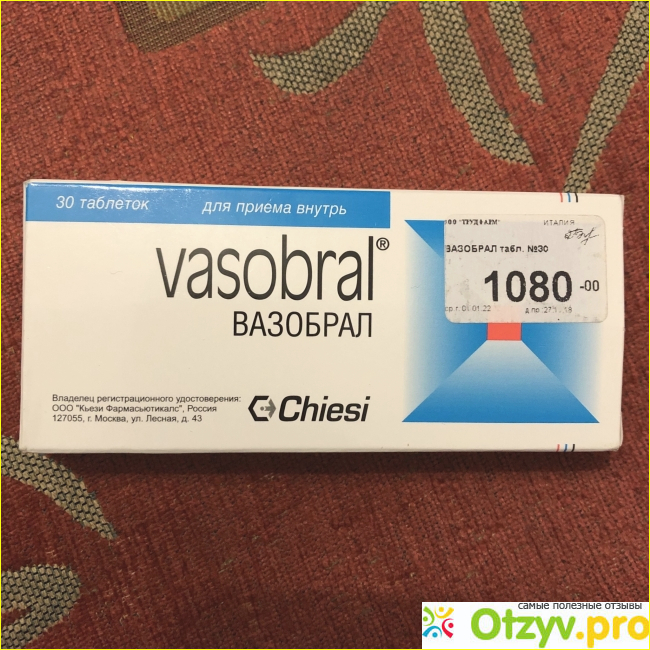 30 таблеток для приёма внутрь
vasobral®
ВАЗОБРАЛ
Владелец регистрационного удостоверения:
ООО "Кьези Фармасьютикалс", Россия
127055, г. Москва, ул. Лесная, д. 43
Chiesi
ИТАЛИЯ
ВАЗОБРАЛ табл. №30
1080 -00
самые полезные отзывы
Otzyv.pro